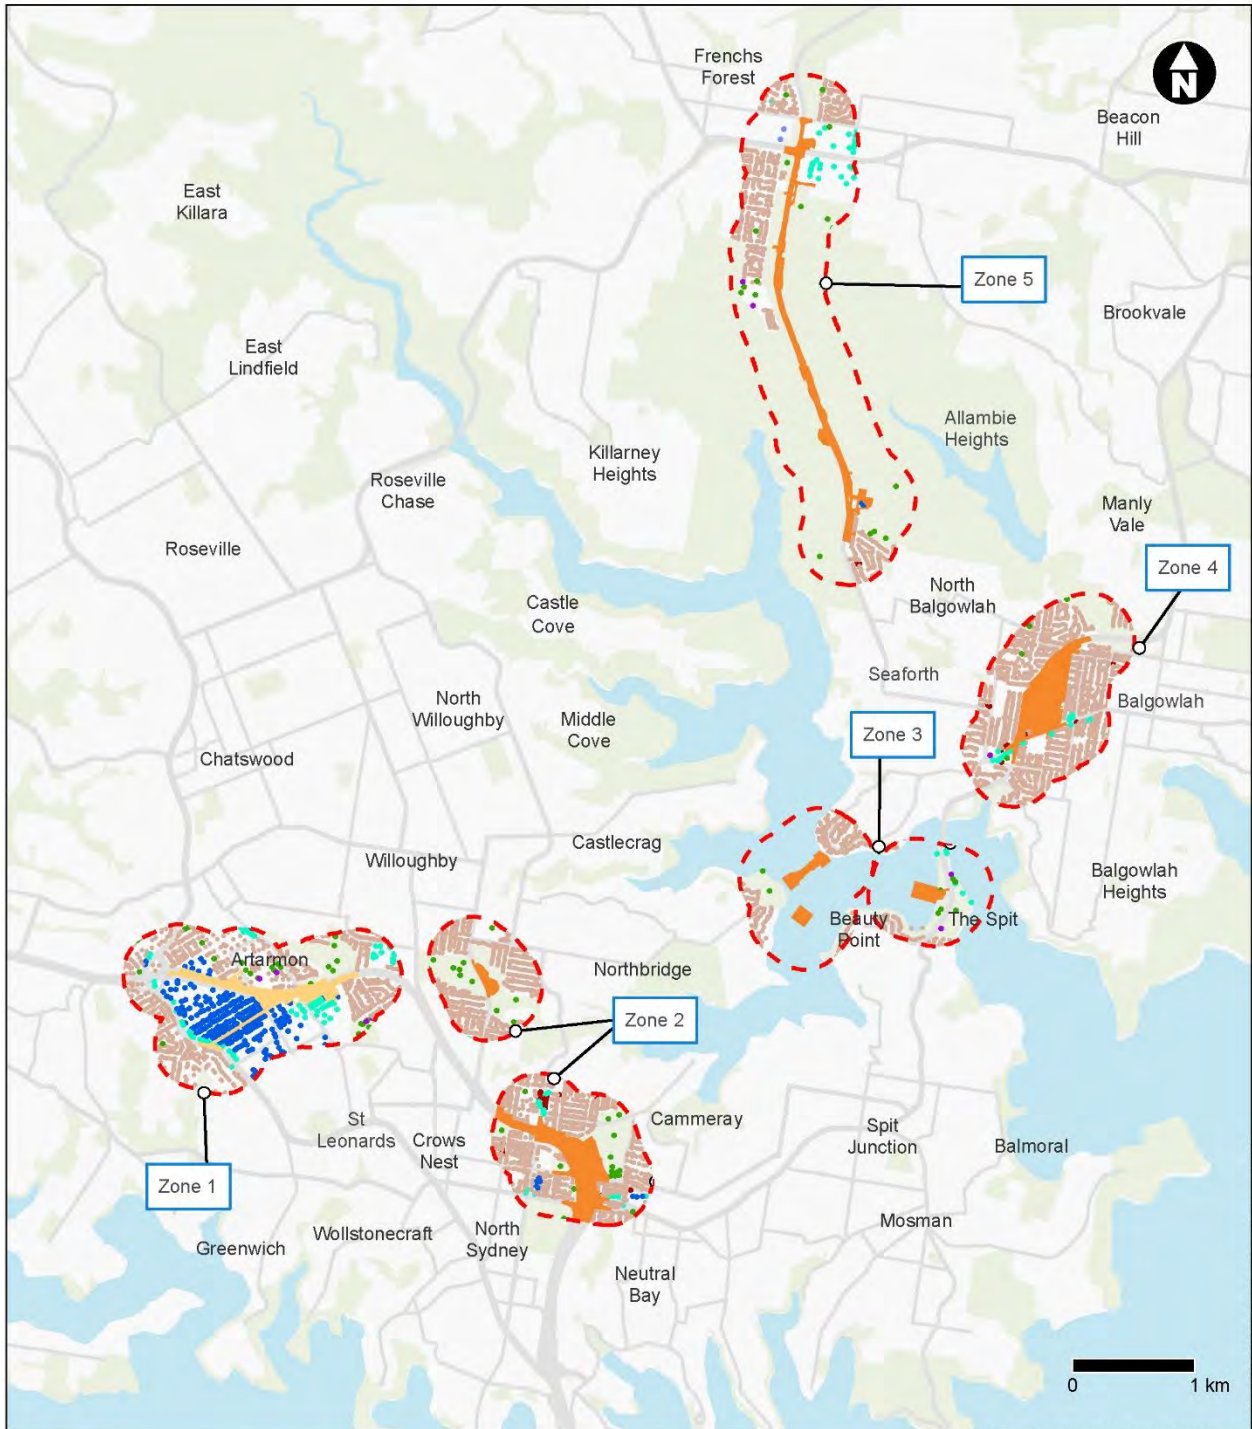 Frenchs
Forest
N
Beacon
Hill
East
Killara
Zone 5
Brookvale
East
Lindfield
Allambie
Heights
Killarney
Heights
Roseville
Chase
Manly
Vale
Roseville
Zone 4
North
Balgowlah
Castle
Cove
Seaforth
North
Willoughby
Balgowlah
Middle
Cove
Zone 3
Chatswood
Castlecrag
Willoughby
Balgowlah
Heights
Beauty
Point
The Spit
Artarmon
Northbridge
Zone 2
St
Leonards
Crows
Nest
Cammeray
Spit
Junction
Balmoral
Zone 1
Mosman
Wollstonecraft
North
Sydney
Greenwich
Neutral
Bay
0 1 km